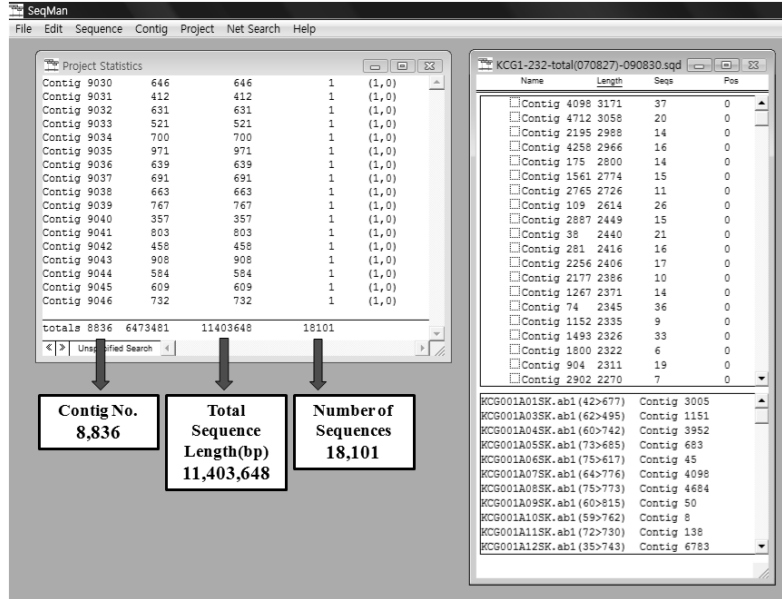 SeqMan
File Edit Sequence Contig Project Net Search Help
Project Statistics
Contig 9030 646 646 1 (1,0)
Contig 9031 412 412 1 (1,0)
Contig 9032 631 631 1 (1,0)
Contig 9033 521 521 1 (1,0)
Contig 9034 700 700 1 (1,0)
Contig 9035 971 971 1 (1,0)
Contig 9036 639 639 1 (1,0)
Contig 9037 691 691 1 (1,0)
Contig 9038 663 663 1 (1,0)
Contig 9039 767 767 1 (1,0)
Contig 9040 357 357 1 (1,0)
Contig 9041 803 803 1 (1,0)
Contig 9042 458 458 1 (1,0)
Contig 9043 908 908 1 (1,0)
Contig 9044 584 584 1 (1,0)
Contig 9045 609 609 1 (1,0)
Contig 9046 732 732 1 (1,0)
totals 8836 6473481 11403648 18101
Unspecified Search
Contig No.
8,836
Total
Sequence
Length(bp)
11,403,648
Number of
Sequences
18,101
KCG1-232-total(070827)-090830.sqd
Name Length Seqs Pos
Contig 4098 3171 37 0
Contig 4712 3058 20 0
Contig 2195 2988 14 0
Contig 4258 2966 16 0
Contig 175 2800 14 0
Contig 1561 2774 15 0
Contig 2765 2726 11 0
Contig 109 2614 26 0
Contig 2887 2449 15 0
Contig 38 2440 21 0
Contig 281 2416 16 0
Contig 2256 2406 17 0
Contig 2177 2386 10 0
Contig 1267 2371 14 0
Contig 74 2345 36 0
Contig 1152 2335 9 0
Contig 1493 2326 33 0
Contig 1800 2322 6 0
Contig 904 2311 19 0
Contig 2902 2270 7 0
KCG001A01SK.ab1(42>677) Contig 3005
KCG001A03SK.ab1(62>495) Contig 1151
KCG001A04SK.ab1(60>742) Contig 3952
KCG001A05SK.ab1(73>685) Contig 683
KCG001A06SK.ab1(75>617) Contig 45
KCG001A07SK.ab1(64>776) Contig 4098
KCG001A08SK.ab1(75>773) Contig 4684
KCG001A09SK.ab1(60>815) Contig 50
KCG001A10SK.ab1(59>762) Contig 8
KCG001A11SK.ab1(72>730) Contig 138
KCG001A12SK.ab1(35>743) Contig 6783